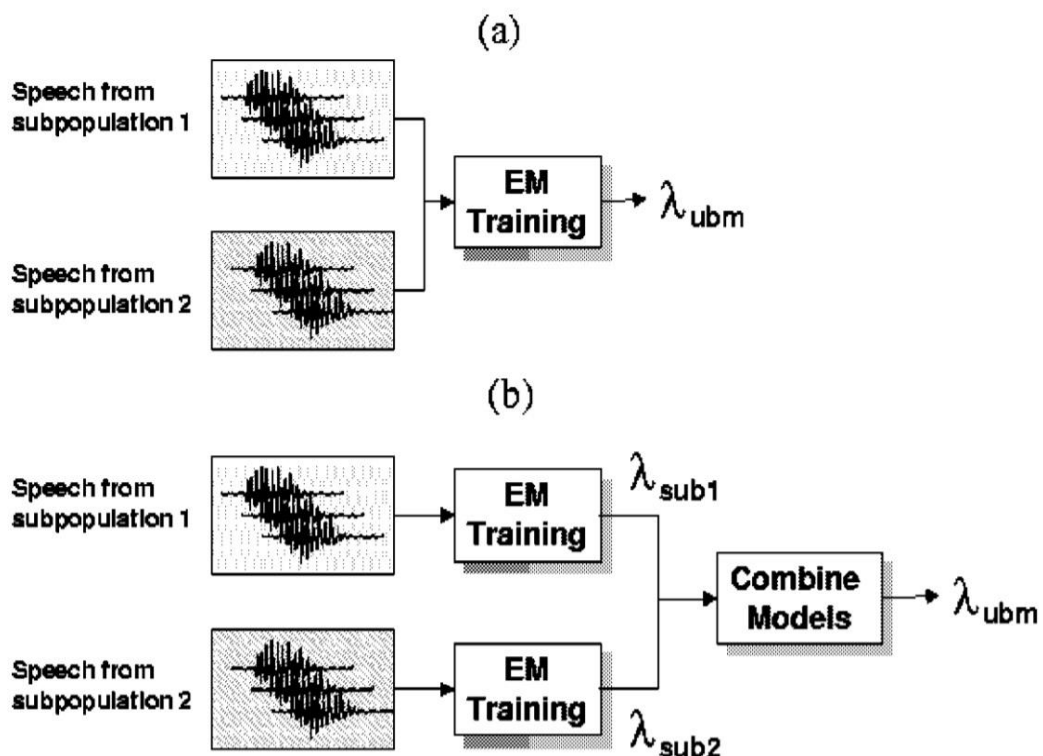 (a)
Speech from
subpopulation 1
EM
Training
λubm
Speech from
subpopulation 2
(b)
Speech from
subpopulation 1
EM
Training
λsub1
Combine
Models
λubm
Speech from
subpopulation 2
EM
Training
λsub2